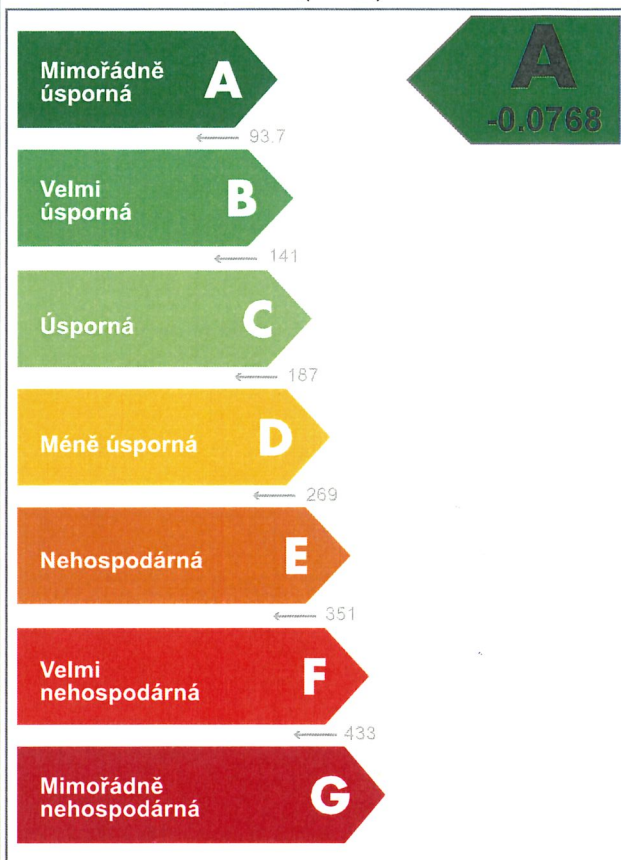 Mimořádně
úsporná
A
A
-0.0768
93.7
Velmi
úsporná
B
141
Úsporná
C
187
Méně úsporná
D
269
Nehospodárná
E
351
Velmi
nehospodárná
F
433
Mimořádně
nehospodárná
G